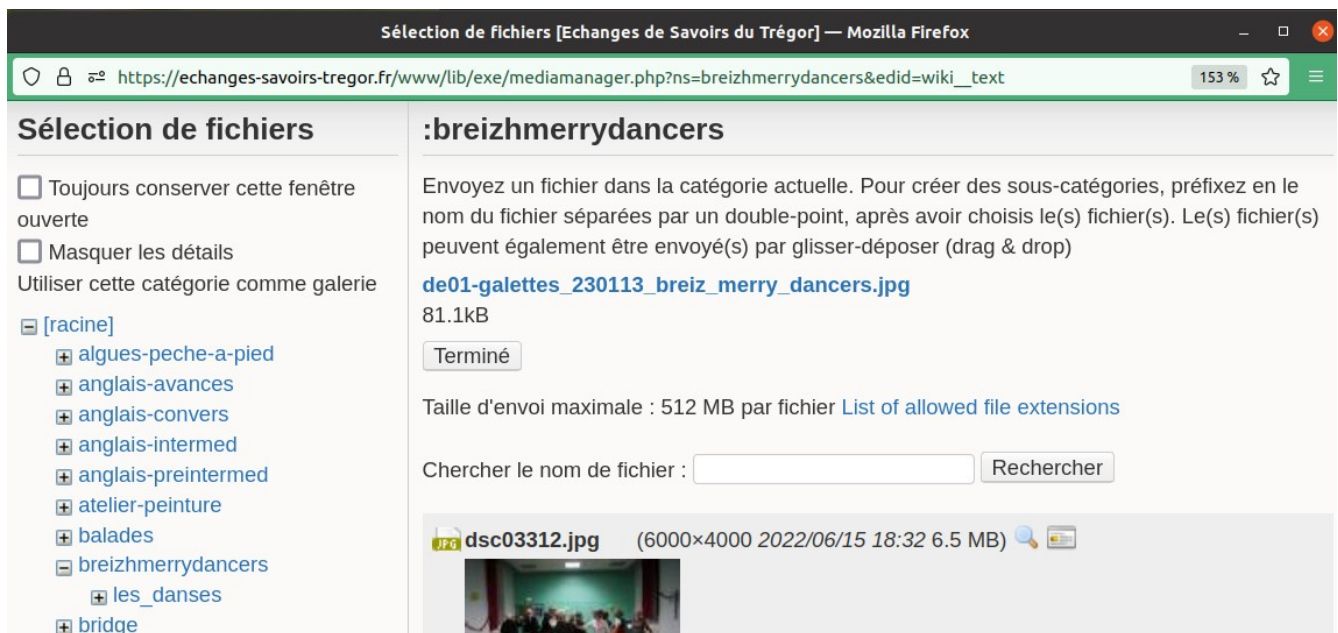 Sélection de fichiers [Echanges de Savoirs du Trégor] — Mozilla Firefox
https://echanges-savoirs-tregor.fr/www/lib/exe/mediamanager.php?ns=breizhmerrydancers&edid=wiki__text
153 %
Sélection de fichiers
Toujours conserver cette fenêtre
ouverte
Masquer les détails
Utiliser cette catégorie comme galerie
[racine]
algues-peche-a-pied
anglais-avances
anglais-convers
anglais-intermed
anglais-preintermed
atelier-peinture
balades
breizhmerrydancers
les_danses
bridge
:breizhmerrydancers
Envoyez un fichier dans la catégorie actuelle. Pour créer des sous-catégories, préfixez en le
nom du fichier séparées par un double-point, après avoir choisis le(s) fichier(s). Le(s) fichier(s)
peuvent également être envoyé(s) par glisser-déposer (drag & drop)
de01-galettes_230113_breiz_merry_dancers.jpg
81.1kB
Terminé
Taille d'envoi maximale : 512 MB par fichier List of allowed file extensions
Chercher le nom de fichier : Rechercher
JPG dsc03312.jpg (6000×4000 2022/06/15 18:32 6.5 MB)